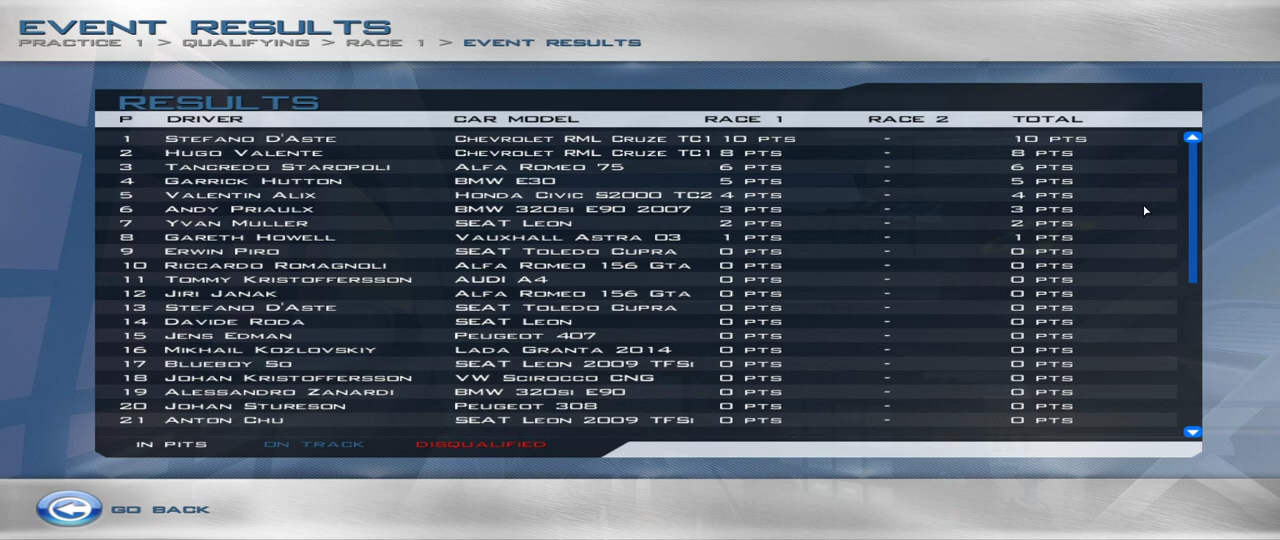 EVENT RESULTS
PRACTICE 1 > QUALIFYING > RACE 1 > EVENT RESULTS
RESULTS
P DRIVER CAR MODEL RACE 1 RACE 2 TOTAL
1 STEFANO D'ASTE CHEVROLET RML CRUZE TC1 10 PTS - 10 PTS
2 HUGO VALENTE CHEVROLET RML CRUZE TC1 8 PTS - 8 PTS
3 TANCREDO STAROPOLI ALFA ROMEO 75 6 PTS - 6 PTS
4 GARRICK HUTTON BMW E30 5 PTS - 5 PTS
5 VALENTIN ALIX HONDA CIVIC S2000 TC2 4 PTS - 4 PTS
6 ANDY PRIAULX BMW 320SI E90 2007 3 PTS - 3 PTS
7 YVAN MULLER SEAT LEON 2 PTS - 2 PTS
8 GARETH HOWELL VAUXHALL ASTRA 03 1 PTS - 1 PTS
9 ERWIN PIRO SEAT TOLEDO CUPRA 0 PTS - 0 PTS
10 RICCARDO ROMAGNOLI ALFA ROMEO 156 GTA 0 PTS - 0 PTS
11 TOMMY KRISTOFFERSSON AUDI A4 0 PTS - 0 PTS
12 JIRI JANAK ALFA ROMEO 156 GTA 0 PTS - 0 PTS
13 STEFANO D'ASTE SEAT TOLEDO CUPRA 0 PTS - 0 PTS
14 DAVIDE RODA SEAT LEON 0 PTS - 0 PTS
15 JENS EDMAN PEUGEOT 407 0 PTS - 0 PTS
16 MIKHAIL KOZLOVSKIY LADA GRANTA 2014 0 PTS - 0 PTS
17 BLUEBOY SO SEAT LEON 2009 TFSI 0 PTS - 0 PTS
18 JOHAN KRISTOFFERSSON VW SCIROCCO CNG 0 PTS - 0 PTS
19 ALESSANDRO ZANARDI BMW 320SI E90 0 PTS - 0 PTS
20 JOHAN STURESON PEUGEOT 308 0 PTS - 0 PTS
21 ANTON CHU SEAT LEON 2009 TFSI 0 PTS - 0 PTS
IN PITS ON TRACK DISQUALIFIED
GO BACK